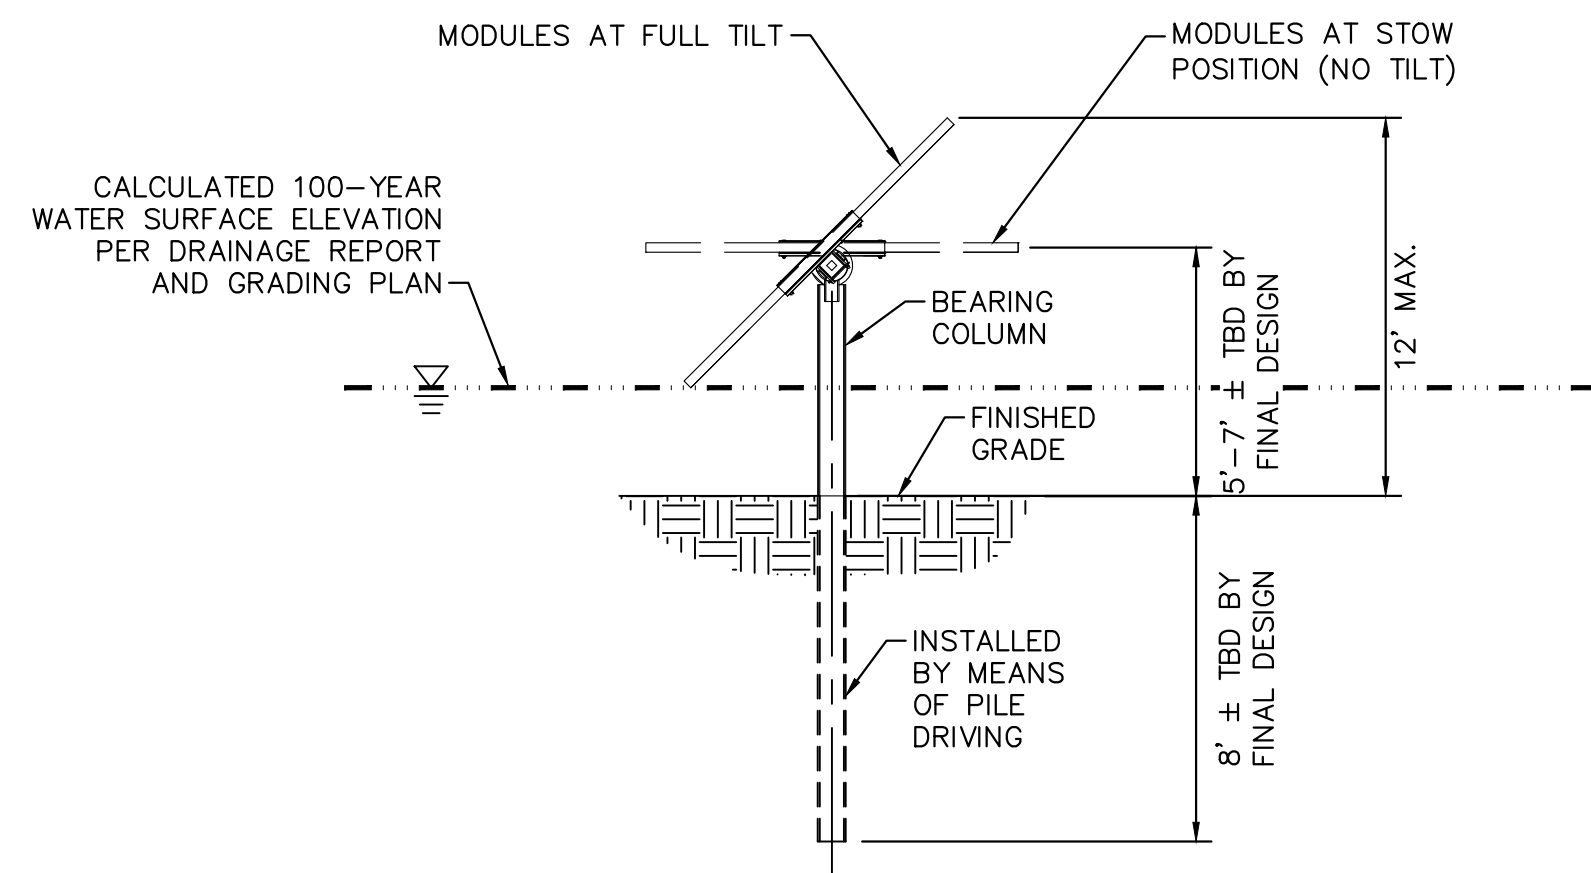 MODULES AT FULL TILT
MODULES AT STOW
POSITION (NO TILT)
CALCULATED 100-YEAR
WATER SURFACE ELEVATION
PER DRAINAGE REPORT
AND GRADING PLAN
BEARING
COLUMN
FINISHED
GRADE
5'-7' ± TBD BY
FINAL DESIGN
12' MAX.
INSTALLED
BY MEANS
OF PILE
DRIVING
8' ± TBD BY
FINAL DESIGN